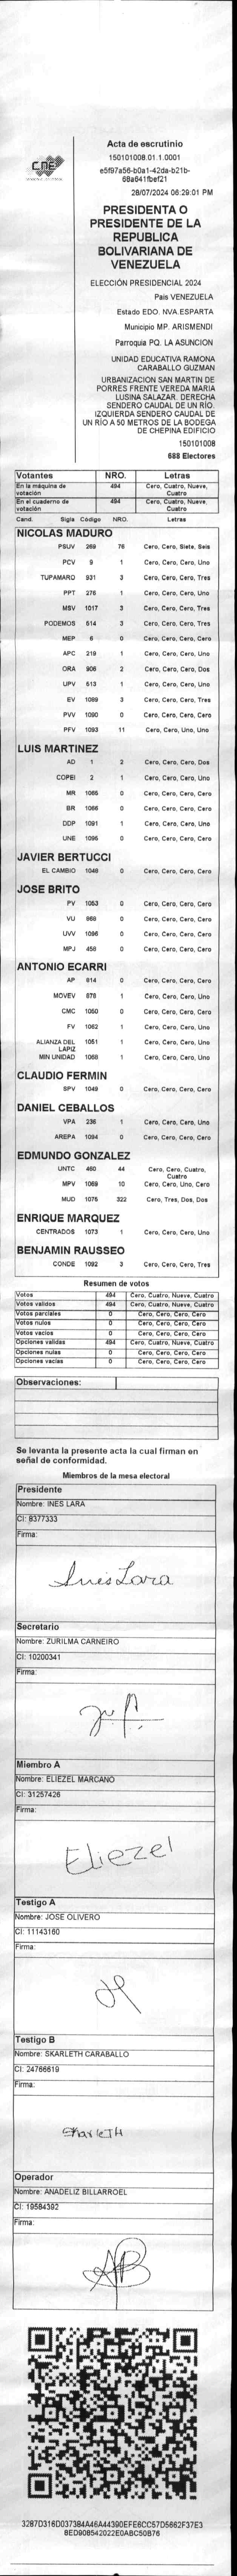 CNE
Acta de escrutinio
150101008.01.1.0001
e5f97a56-b0a1-42da-b21b-
68a641fbef21
28/07/2024 06:29:01 PM
PRESIDENTA O
PRESIDENTE DE LA
REPUBLICA
BOLIVARIANA DE
VENEZUELA
ELECCIÓN PRESIDENCIAL 2024
Pais VENEZUELA
Estado EDO. NVA.ESPARTA
Municipio MP. ARISMENDI
Parroquia PQ. LA ASUNCION
UNIDAD EDUCATIVA RAMONA
CARABALLO GUZMAN
URBANIZACION SAN MARTIN DE
PORRES FRENTE VEREDA MARIA
LUSINA SALAZAR. DERECHA
SENDERO CAUDAL DE UN RÍO.
IZQUIERDA SENDERO CAUDAL DE
UN RÍO A 50 METROS DE LA BODEGA
DE CHEPINA EDIFICIO
150101008
688 Electores
Votantes NRO. Letras
En la máquina de votación 494 Cero, Cuatro, Nueve, Cuatro
En el cuaderno de votación 494 Cero, Cuatro, Nueve, Cuatro
Cand. Sigla Código NRO. Letras
NICOLAS MADURO
PSUV 269 76 Cero, Cero, Siete, Seis
PCV 9 1 Cero, Cero, Cero, Uno
TUPAMARO 931 3 Cero, Cero, Cero, Tres
PPT 276 1 Cero, Cero, Cero, Uno
MSV 1017 3 Cero, Cero, Cero, Tres
PODEMOS 514 3 Cero, Cero, Cero, Tres
MEP 6 0 Cero, Cero, Cero, Cero
APC 219 1 Cero, Cero, Cero, Uno
ORA 906 2 Cero, Cero, Cero, Dos
UPV 513 1 Cero, Cero, Cero, Uno
EV 1089 3 Cero, Cero, Cero, Tres
PVV 1090 0 Cero, Cero, Cero, Cero
PFV 1093 11 Cero, Cero, Uno, Uno
LUIS MARTINEZ
AD 1 2 Cero, Cero, Cero, Dos
COPEI 2 1 Cero, Cero, Cero, Uno
MR 1065 0 Cero, Cero, Cero, Cero
BR 1066 0 Cero, Cero, Cero, Cero
DDP 1091 1 Cero, Cero, Cero, Uno
UNE 1095 0 Cero, Cero, Cero, Cero
JAVIER BERTUCCI
EL CAMBIO 1048 0 Cero, Cero, Cero, Cero
JOSE BRITO
PV 1053 0 Cero, Cero, Cero, Cero
VU 868 0 Cero, Cero, Cero, Cero
UVV 1096 0 Cero, Cero, Cero, Cero
MPJ 458 0 Cero, Cero, Cero, Cero
ANTONIO ECARRI
AP 814 0 Cero, Cero, Cero, Cero
MOVEV 878 1 Cero, Cero, Cero, Uno
CMC 1050 0 Cero, Cero, Cero, Cero
FV 1062 1 Cero, Cero, Cero, Uno
ALIANZA DEL LAPIZ 1051 1 Cero, Cero, Cero, Uno
MIN UNIDAD 1068 1 Cero, Cero, Cero, Uno
CLAUDIO FERMIN
SPV 1049 0 Cero, Cero, Cero, Cero
DANIEL CEBALLOS
VPA 236 1 Cero, Cero, Cero, Uno
AREPA 1094 0 Cero, Cero, Cero, Cero
EDMUNDO GONZALEZ
UNTC 460 44 Cero, Cero, Cuatro, Cuatro
MPV 1069 10 Cero, Cero, Uno, Cero
MUD 1075 322 Cero, Tres, Dos, Dos
ENRIQUE MARQUEZ
CENTRADOS 1073 1 Cero, Cero, Cero, Uno
BENJAMIN RAUSSEO
CONDE 1092 3 Cero, Cero, Cero, Tres
Resumen de votos
Votos 494 Cero, Cuatro, Nueve, Cuatro
Votos validos 494 Cero, Cuatro, Nueve, Cuatro
Votos parciales 0 Cero, Cero, Cero, Cero
Votos nulos 0 Cero, Cero, Cero, Cero
Votos vacios 0 Cero, Cero, Cero, Cero
Opciones validas 494 Cero, Cuatro, Nueve, Cuatro
Opciones nulas 0 Cero, Cero, Cero, Cero
Opciones vacias 0 Cero, Cero, Cero, Cero
Observaciones:
Se levanta la presente acta la cual firman en
señal de conformidad.
Miembros de la mesa electoral
Presidente
Nombre: INES LARA
CI: 8377333
Firma:
Ines Lara
Secretario
Nombre: ZURILMA CARNEIRO
CI: 10200341
Firma:
Miembro A
Nombre: ELIEZEL MARCANO
CI: 31257426
Firma:
Eliezel
Testigo A
Nombre: JOSE OLIVERO
CI: 11143160
Firma:
Testigo B
Nombre: SKARLETH CARABALLO
CI: 24766619
Firma:
SKarleTH
Operador
Nombre: ANADELIZ BILLARROEL
CI: 19584392
Firma:
3287D316D037384A46A44390EFE6CC57D5662F37E3
8ED908542022E0ABC50B76